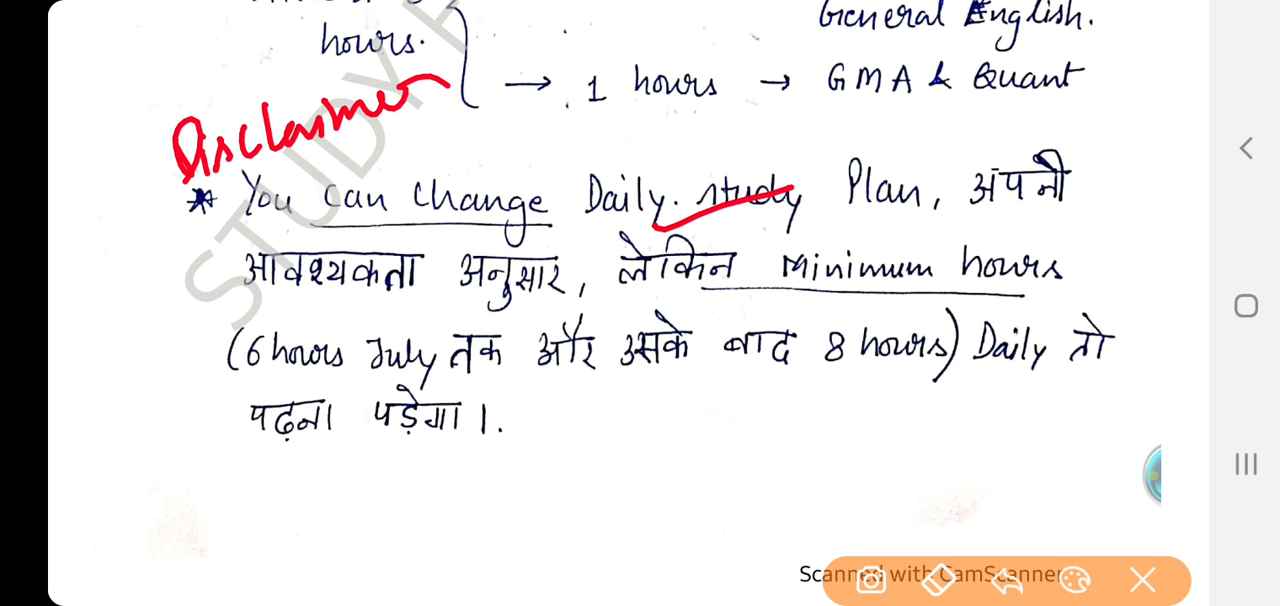 General English.
hours.
→ 1 hours → GMA & Quant
Disclaimer
* You Can Change Daily study Plan, अपनी
आवश्यकता अनुसार, लेकिन Minimum hours
(6 hours July तक और उसके बाद 8 hours) Daily तो
पढ़ना पड़ेगा।
STUDY
Scanned with CamScanner